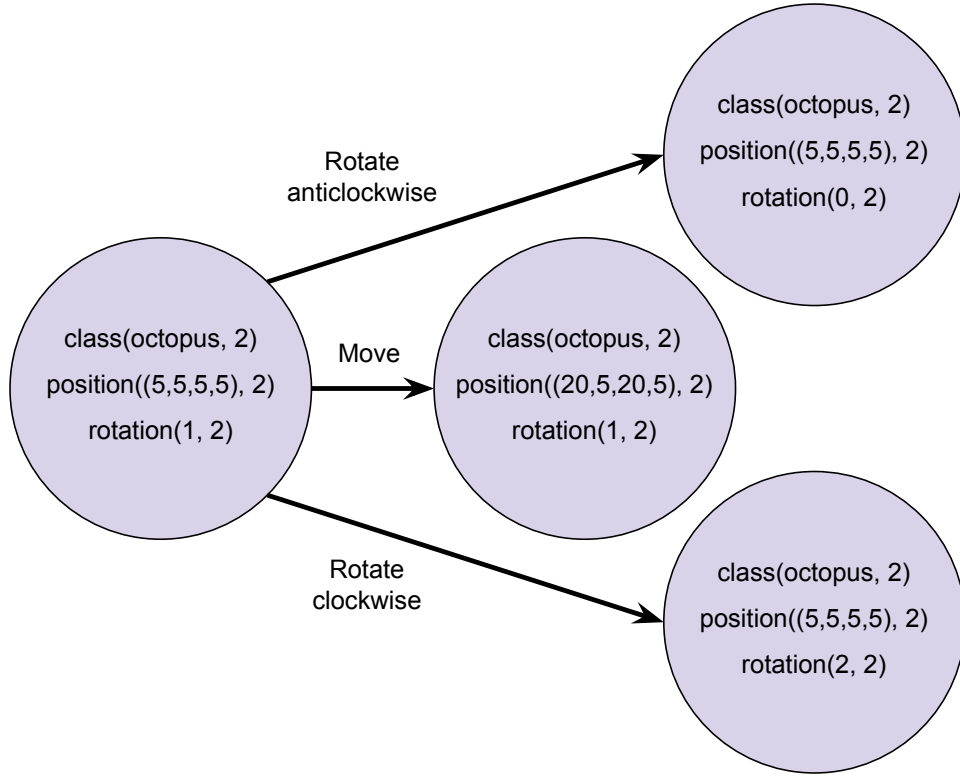 class(octopus, 2)
position((5,5,5,5), 2)
rotation(0, 2)
Rotate
anticlockwise
class(octopus, 2)
position((5,5,5,5), 2)
rotation(1, 2)
Move
class(octopus, 2)
position((20,5,20,5), 2)
rotation(1, 2)
Rotate
clockwise
class(octopus, 2)
position((5,5,5,5), 2)
rotation(2, 2)